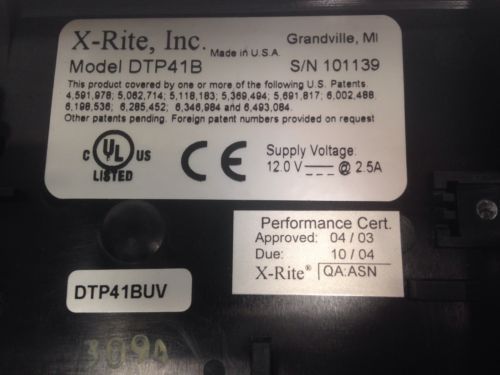 X-Rite, Inc. Made in U.S.A. Grandville, MI
Model DTP41B S/N 101139
This product covered by one or more of the following U.S. Patents
4,591,978; 5,062,714; 5,118,183; 5,369,494; 5,691,817; 6,002,488
6,198,536; 6,285,452; 6,346,984 and 6,493,084.
Other patents pending. Foreign patent numbers provided on request
C UL US
LISTED
CE
Supply Voltage:
12.0 V @ 2.5A
Performance Cert.
Approved: 04 / 03
Due: 10 / 04
X-Rite® QA:ASN
DTP41BUV